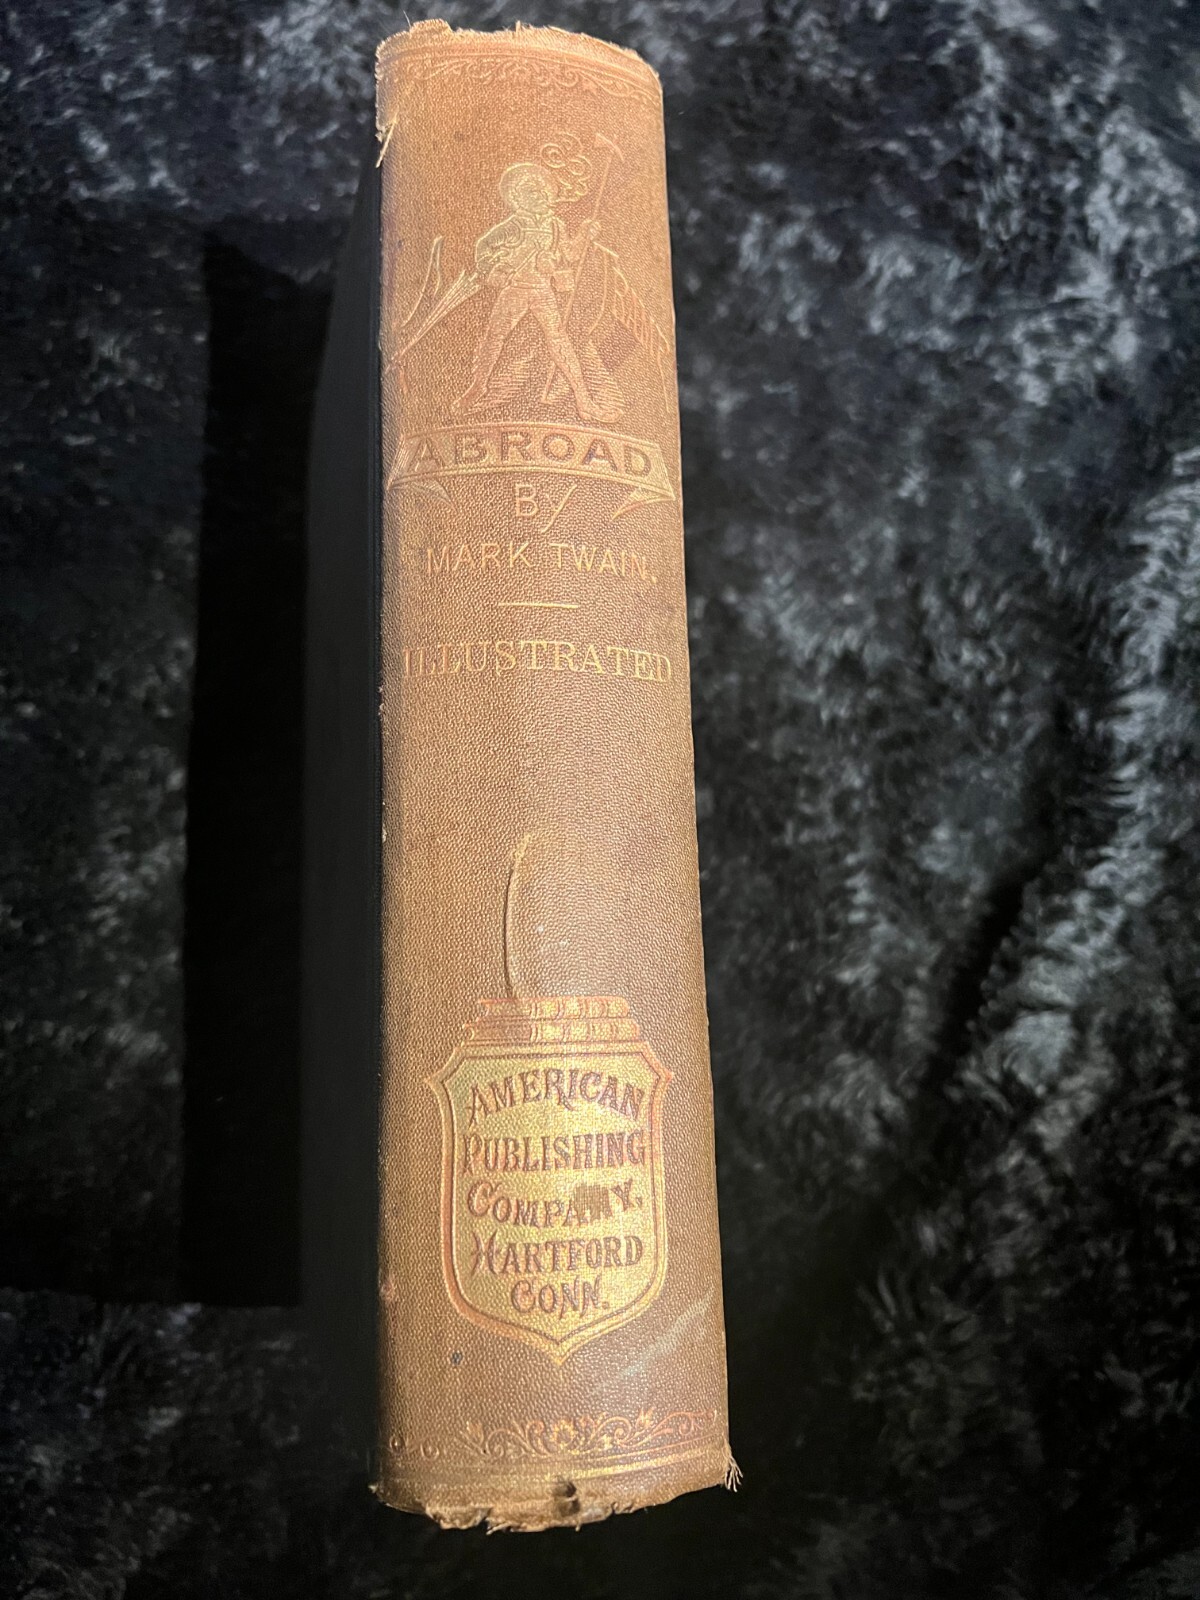 ABROAD
By
MARK TWAIN.
ILLUSTRATED
AMERICAN
PUBLISHING
COMPANY,
HARTFORD
CONN.